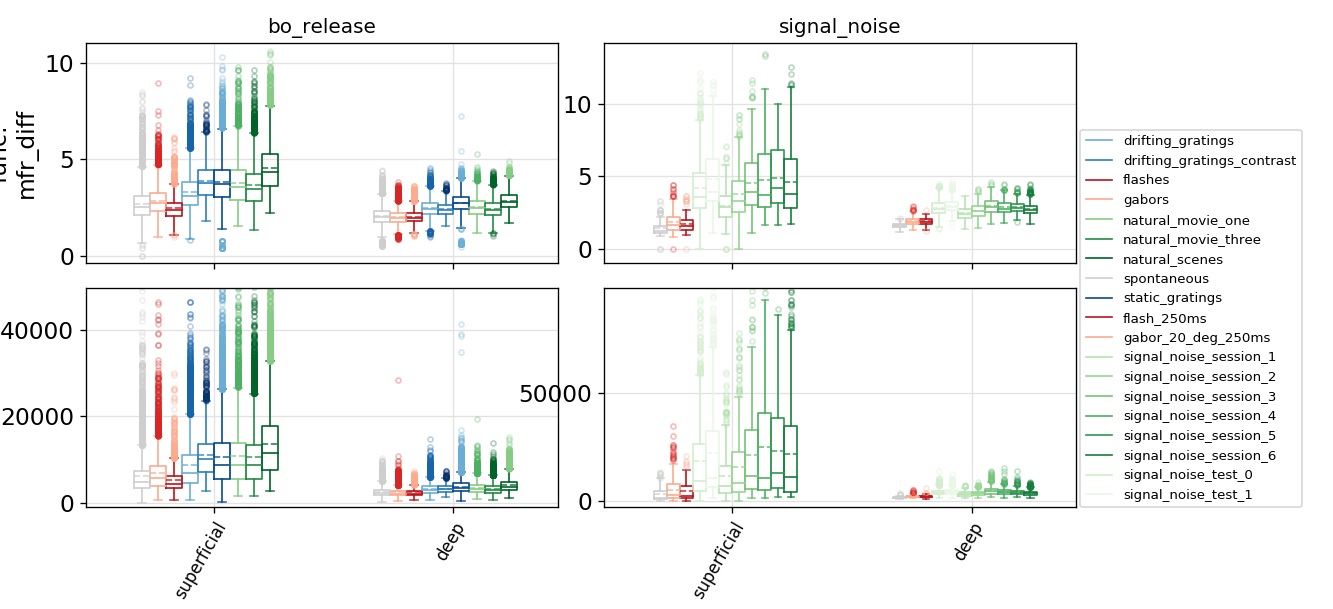 bo_release
signal_noise
mfr_diff
10
5
0
10
5
0
40000
20000
0
50000
0
superficial
deep
superficial
deep
drifting_gratings
drifting_gratings_contrast
flashes
gabors
natural_movie_one
natural_movie_three
natural_scenes
spontaneous
static_gratings
flash_250ms
gabor_20_deg_250ms
signal_noise_session_1
signal_noise_session_2
signal_noise_session_3
signal_noise_session_4
signal_noise_session_5
signal_noise_session_6
signal_noise_test_0
signal_noise_test_1